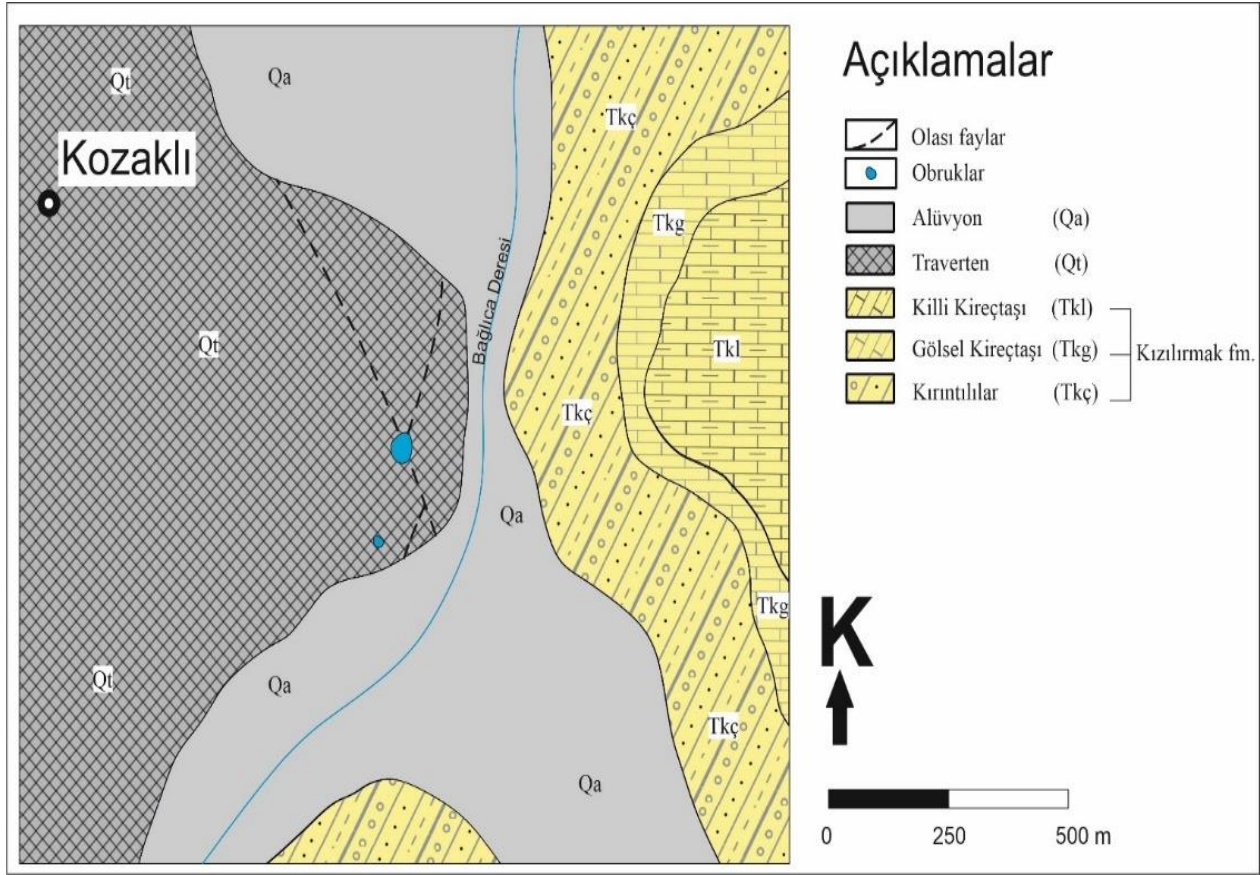 Qt
Qa
Kozaklı
Tkç
Tkg
Bağlıca Deresi
Qt
Tkl
Tkç
Qa
Tkg
Qt
Qa
Tkç
Qa
Açıklamalar
Olası faylar
Obruklar
Alüvyon (Qa)
Traverten (Qt)
Killi Kireçtaşı (Tkl)
Gölsel Kireçtaşı (Tkg)
Kızılırmak fm.
Kırıntılılar (Tkç)
K
0 250 500 m